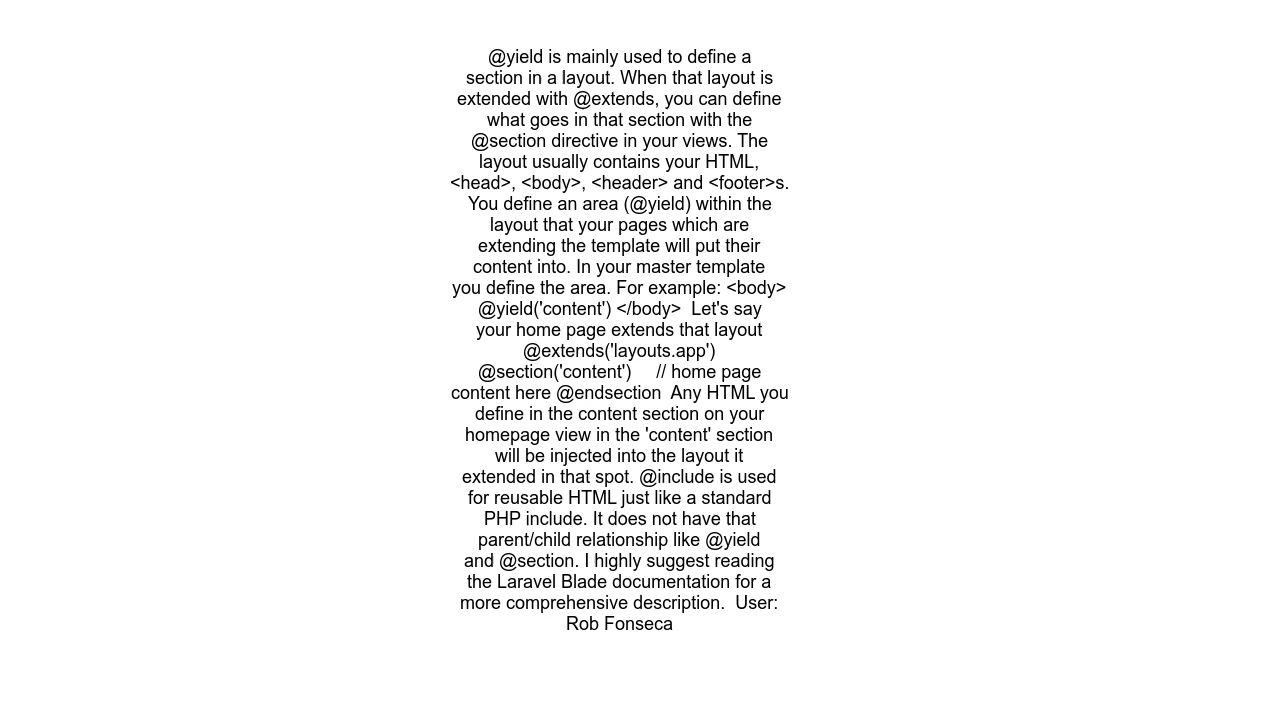 @yield is mainly used to define a
section in a layout. When that layout is
extended with @extends, you can define
what goes in that section with the
@section directive in your views. The
layout usually contains your HTML,
<head>, <body>, <header> and <footer>s.
You define an area (@yield) within the
layout that your pages which are
extending the template will put their
content into. In your master template
you define the area. For example: <body>
@yield('content') </body>  Let's say
your home page extends that layout
@extends('layouts.app')
@section('content')     // home page
content here @endsection  Any HTML you
define in the content section on your
homepage view in the 'content' section
will be injected into the layout it
extended in that spot. @include is used
for reusable HTML just like a standard
PHP include. It does not have that
parent/child relationship like @yield
and @section. I highly suggest reading
the Laravel Blade documentation for a
more comprehensive description.  User:
Rob Fonseca